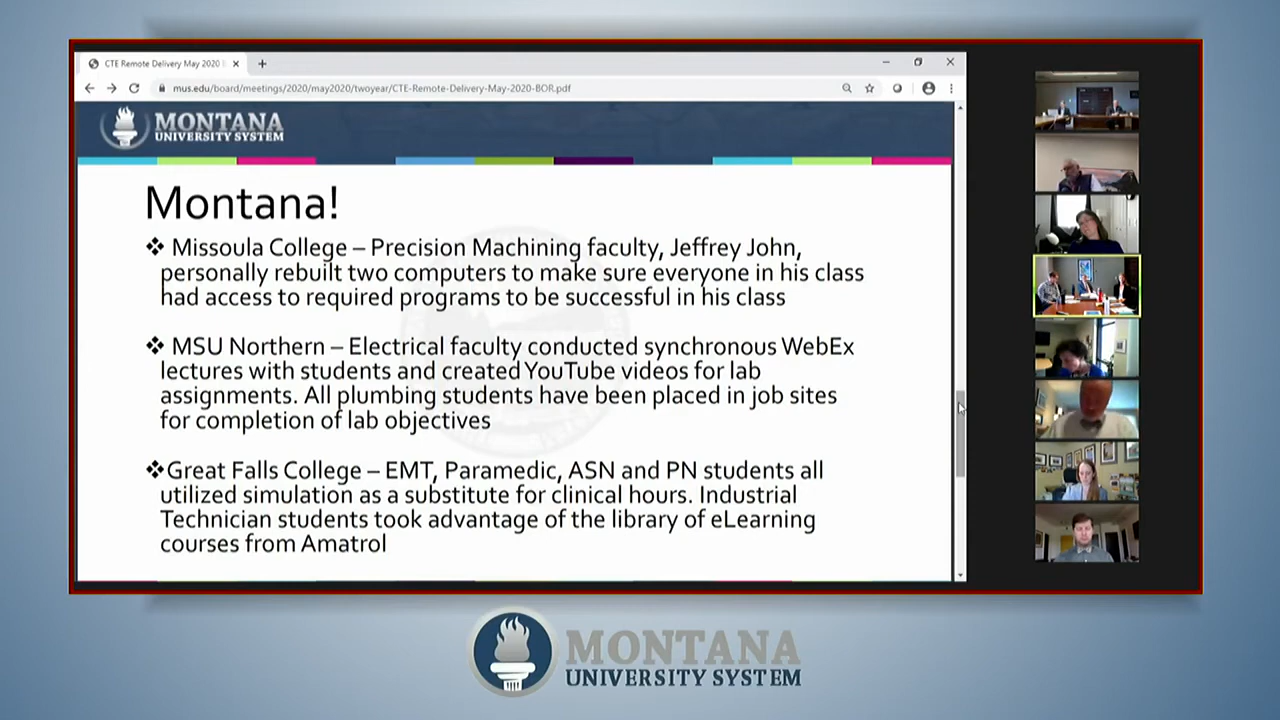 CTE Remote Delivery May 2020
mus.edu/board/meetings/2020/may2020/twoyear/CTE-Remote-Delivery-May-2020-BOR.pdf
MONTANA
UNIVERSITY SYSTEM
Montana!
❖ Missoula College – Precision Machining faculty, Jeffrey John,
personally rebuilt two computers to make sure everyone in his class
had access to required programs to be successful in his class
❖ MSU Northern – Electrical faculty conducted synchronous WebEx
lectures with students and created YouTube videos for lab
assignments. All plumbing students have been placed in job sites
for completion of lab objectives
❖Great Falls College – EMT, Paramedic, ASN and PN students all
utilized simulation as a substitute for clinical hours. Industrial
Technician students took advantage of the library of eLearning
courses from Amatrol
MONTANA
UNIVERSITY SYSTEM